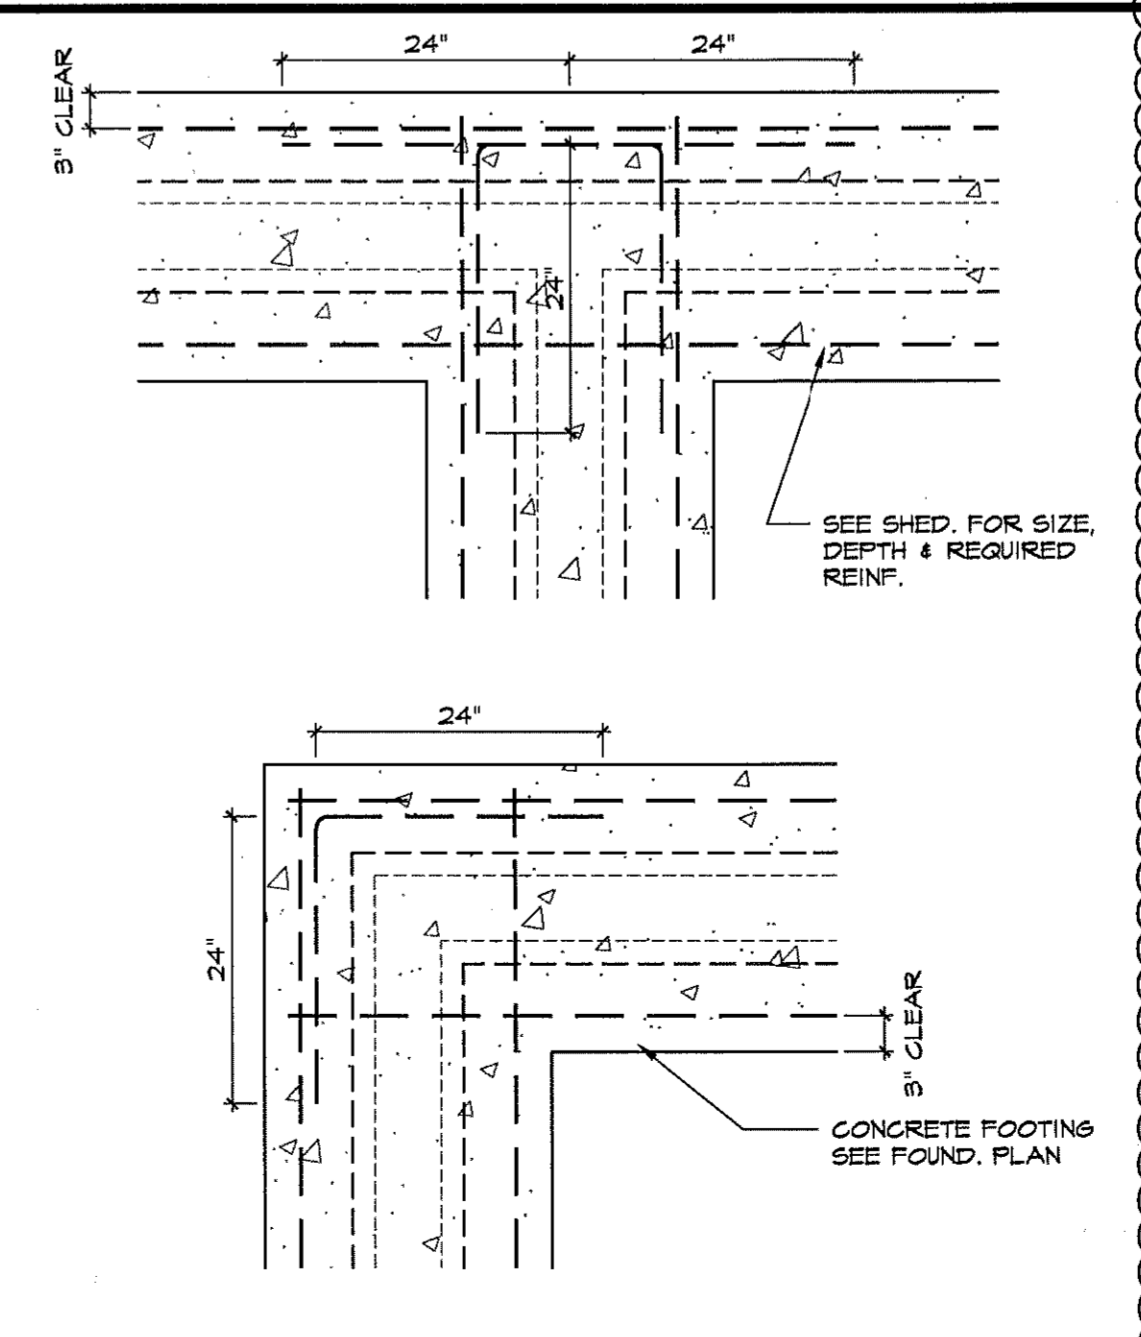 24" 24"
3" CLEAR
24"
SEE SHED. FOR SIZE,
DEPTH & REQUIRED
REINF.
24"
24"
3" CLEAR
CONCRETE FOOTING
SEE FOUND. PLAN